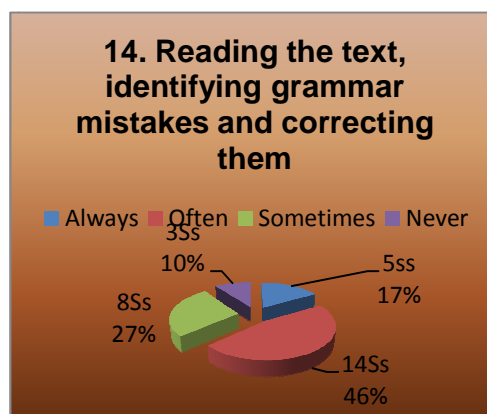 14. Reading the text,
identifying grammar
mistakes and correcting
them
Always Often Sometimes Never
3Ss
10%
5ss
17%
8Ss
27%
14Ss
46%